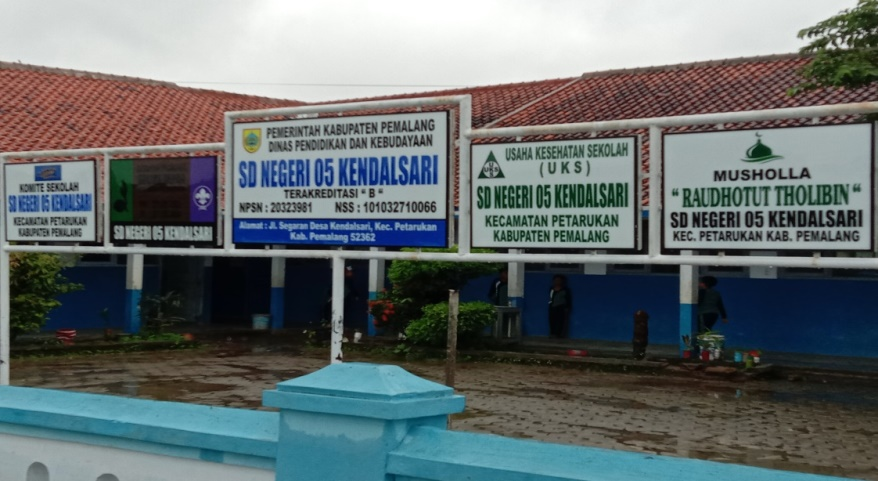 KOMITE SEKOLAH
SD NEGERI 05 KENDALSARI
KECAMATAN PETARUKAN
KABUPATEN PEMALANG
SD NEGERI 05 KENDALSARI
PEMERINTAH KABUPATEN PEMALANG
DINAS PENDIDIKAN DAN KEBUDAYAAN
SD NEGERI 05 KENDALSARI
TERAKREDITASI " B "
NPSN : 20323981 NSS : 101032710066
Alamat : Jl. Segaran Desa Kendalsari, Kec. Petarukan
Kab. Pemalang 52362
USAHA KESEHATAN SEKOLAH
( U K S )
SD NEGERI 05 KENDALSARI
KECAMATAN PETARUKAN
KABUPATEN PEMALANG
MUSHOLLA
" RAUDHOTUT THOLIBIN "
SD NEGERI 05 KENDALSARI
KEC. PETARUKAN KAB. PEMALANG